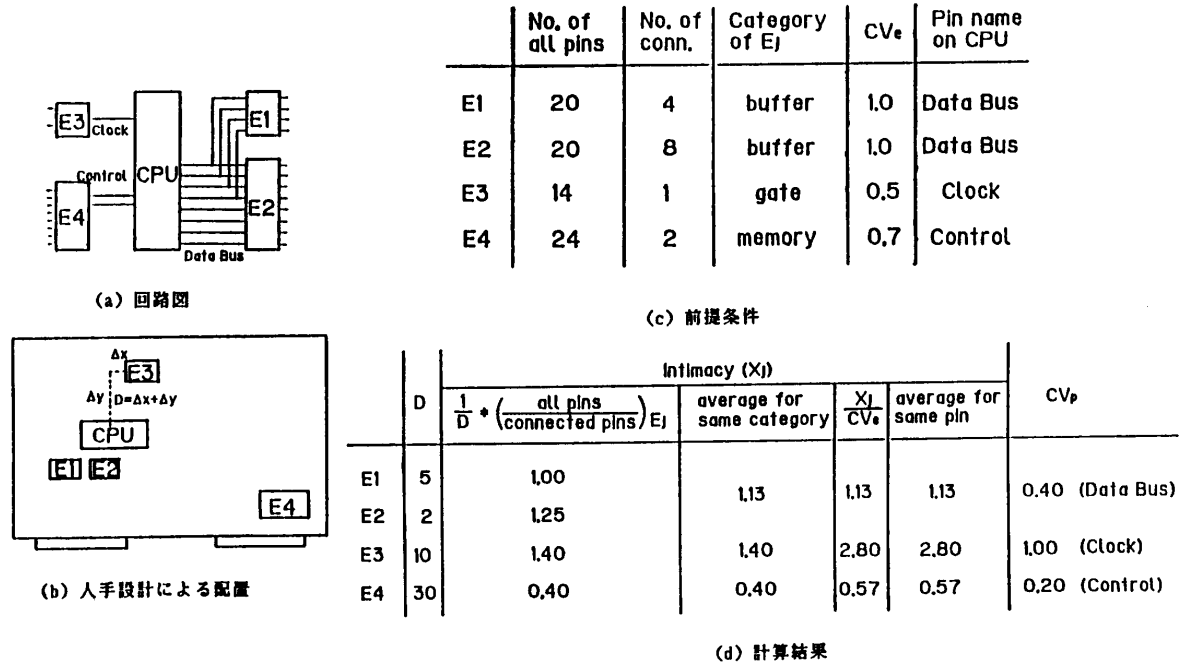 E3
Clock
CPU
E1
Control
E4
E2
Data Bus
(a) 回路図
Δx
E3
Δy
D=Δx+Δy
CPU
E1 E2
E4
(b) 人手設計による配置
No. of all pins No. of conn. Category of Ej CVe Pin name on CPU
E1 20 4 buffer 1.0 Data Bus
E2 20 8 buffer 1.0 Data Bus
E3 14 1 gate 0.5 Clock
E4 24 2 memory 0.7 Control
(c) 前提条件
Intimacy (Xj)
D 1/D * (all pins/connected pins) Ej average for same category Xj/CVe average for same pin CVp
E1 5 1.00
1.13 1.13 1.13 0.40 (Data Bus)
E2 2 1.25
E3 10 1.40 1.40 2.80 2.80 1.00 (Clock)
E4 30 0.40 0.40 0.57 0.57 0.20 (Control)
(d) 計算結果